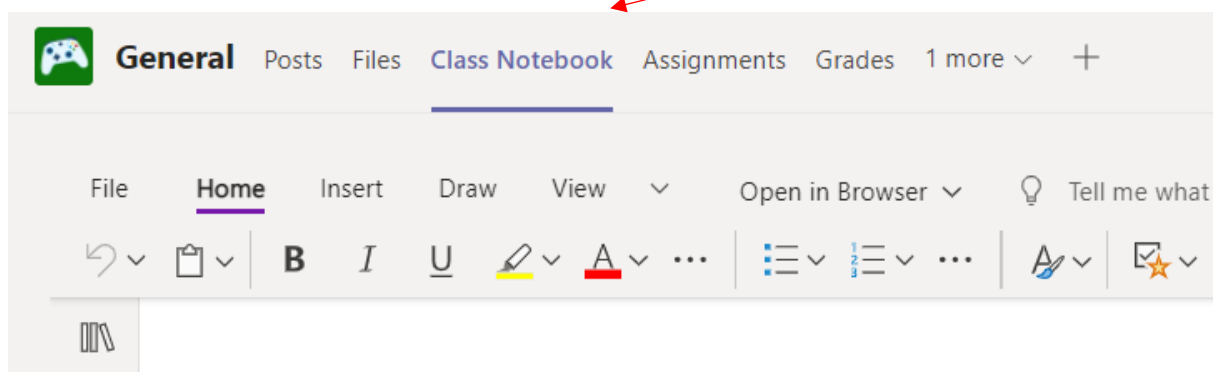 General Posts Files Class Notebook Assignments Grades 1 more
File Home Insert Draw View Open in Browser Tell me what
B I U A